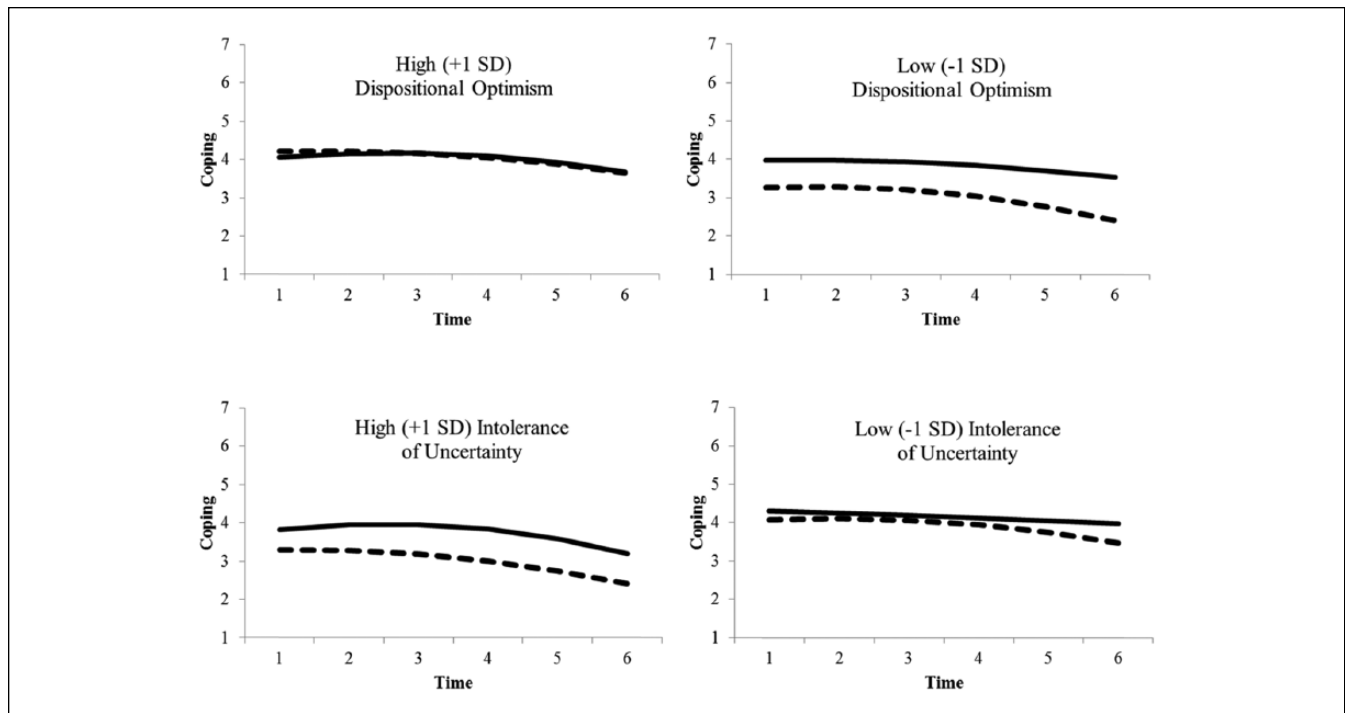 High (+1 SD)
Dispositional Optimism
Coping
7
6
5
4
3
2
1
1 2 3 4 5 6
Time
Low (-1 SD)
Dispositional Optimism
Coping
7
6
5
4
3
2
1
1 2 3 4 5 6
Time
High (+1 SD) Intolerance
of Uncertainty
Coping
7
6
5
4
3
2
1
1 2 3 4 5 6
Time
Low (-1 SD) Intolerance
of Uncertainty
Coping
7
6
5
4
3
2
1
1 2 3 4 5 6
Time